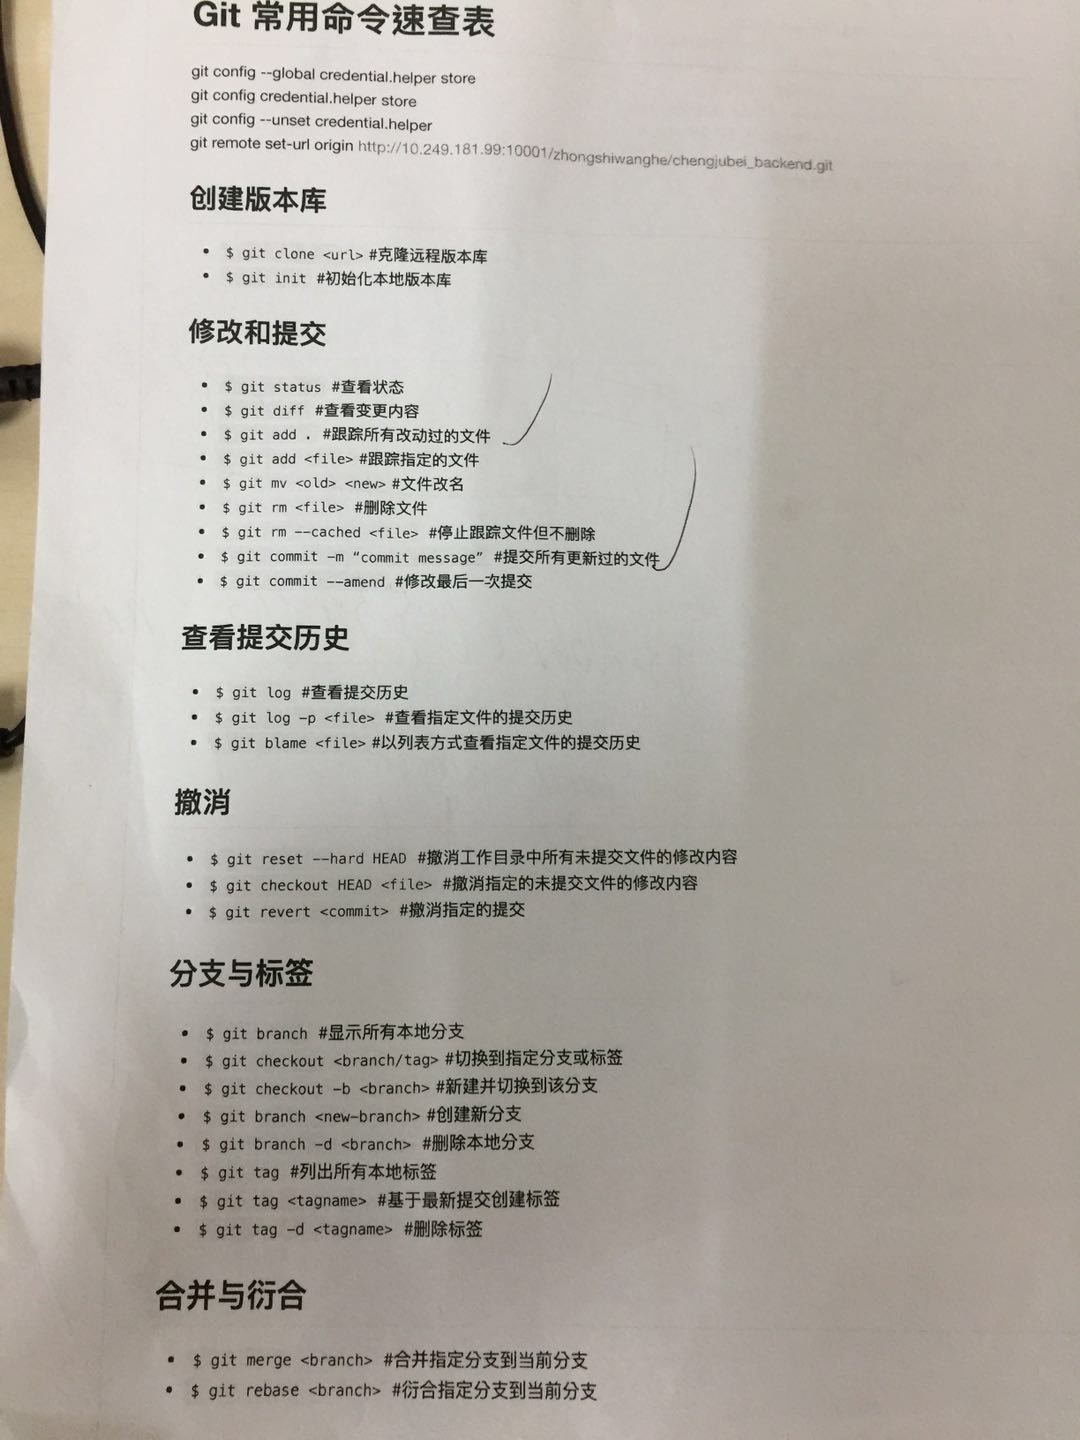 Git 常用命令速查表
git config --global credential.helper store
git config credential.helper store
git config --unset credential.helper
git remote set-url origin http://10.249.181.99:10001/zhongshiwanghe/chengjubei_backend.git
创建版本库
• $ git clone <url> #克隆远程版本库
• $ git init #初始化本地版本库
修改和提交
• $ git status #查看状态
• $ git diff #查看变更内容
• $ git add . #跟踪所有改动过的文件
• $ git add <file> #跟踪指定的文件
• $ git mv <old> <new> #文件改名
• $ git rm <file> #删除文件
• $ git rm --cached <file> #停止跟踪文件但不删除
• $ git commit -m “commit message” #提交所有更新过的文件
• $ git commit --amend #修改最后一次提交
查看提交历史
• $ git log #查看提交历史
• $ git log -p <file> #查看指定文件的提交历史
• $ git blame <file> #以列表方式查看指定文件的提交历史
撤消
• $ git reset --hard HEAD #撤消工作目录中所有未提交文件的修改内容
• $ git checkout HEAD <file> #撤消指定的未提交文件的修改内容
• $ git revert <commit> #撤消指定的提交
分支与标签
• $ git branch #显示所有本地分支
• $ git checkout <branch/tag> #切换到指定分支或标签
• $ git checkout -b <branch> #新建并切换到该分支
• $ git branch <new-branch> #创建新分支
• $ git branch -d <branch> #删除本地分支
• $ git tag #列出所有本地标签
• $ git tag <tagname> #基于最新提交创建标签
• $ git tag -d <tagname> #删除标签
合并与衍合
• $ git merge <branch> #合并指定分支到当前分支
• $ git rebase <branch> #衍合指定分支到当前分支